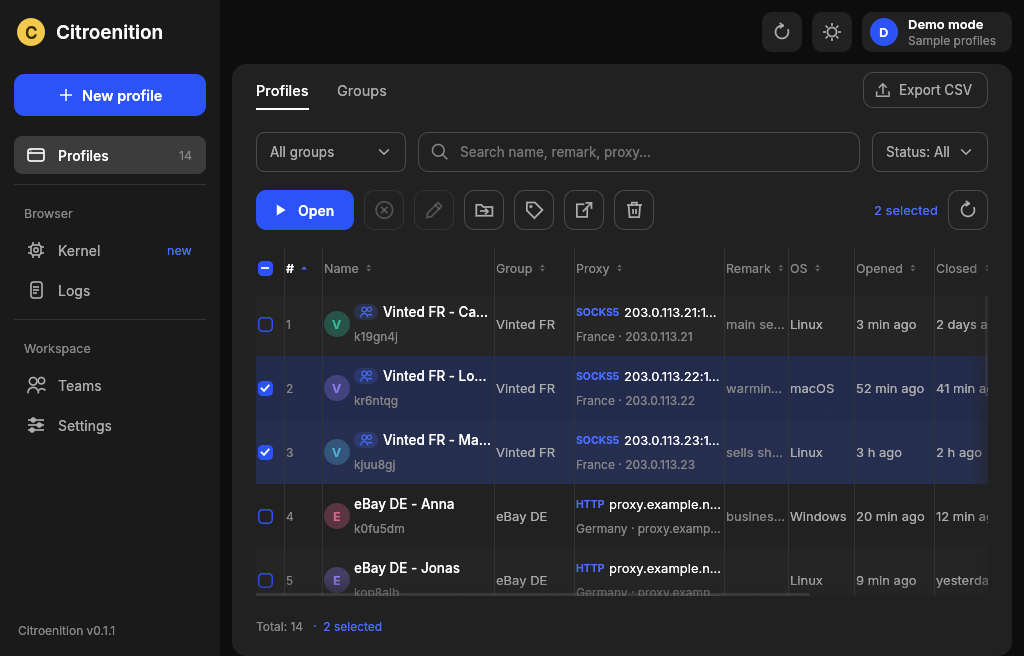 C Citroenition
Demo mode
D
Sample profiles
New profile
Profiles 14
Browser
Kernel new
Logs
Workspace
Teams
Settings
Citroenition v0.1.1
Profiles Groups
Export CSV
All groups
Search name, remark, proxy...
Status: All
Open
2 selected
# Name Group Proxy Remark OS Opened Closed
1 V Vinted FR - Ca... k19gn4j Vinted FR SOCKS5 203.0.113.21:1... France · 203.0.113.21 main se... Linux 3 min ago 2 days a
2 V Vinted FR - Lo... kr6ntqg Vinted FR SOCKS5 203.0.113.22:1... France · 203.0.113.22 warmin... macOS 52 min ago 41 min a
3 V Vinted FR - Ma... kjuu8gj Vinted FR SOCKS5 203.0.113.23:1... France · 203.0.113.23 sells sh... Linux 3 h ago 2 h ago
4 E eBay DE - Anna k0fu5dm eBay DE HTTP proxy.example.n... Germany · proxy.examp... busines... Windows 20 min ago 12 min a
5 E eBay DE - Jonas kop8alb eBay DE HTTP proxy.example.n... Germany · proxy.examp... Linux 9 min ago yesterda
Total: 14 · 2 selected